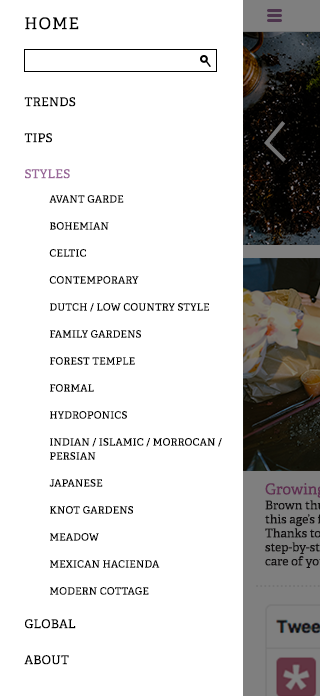 HOME
TRENDS
TIPS
STYLES
AVANT GARDE
BOHEMIAN
CELTIC
CONTEMPORARY
DUTCH / LOW COUNTRY STYLE
FAMILY GARDENS
FOREST TEMPLE
FORMAL
HYDROPONICS
INDIAN / ISLAMIC / MORROCAN /
PERSIAN
JAPANESE
KNOT GARDENS
MEADOW
MEXICAN HACIENDA
MODERN COTTAGE
GLOBAL
ABOUT
Growing
Brown thu
this age's f
Thanks to
step-by-st
care of yo
Twee